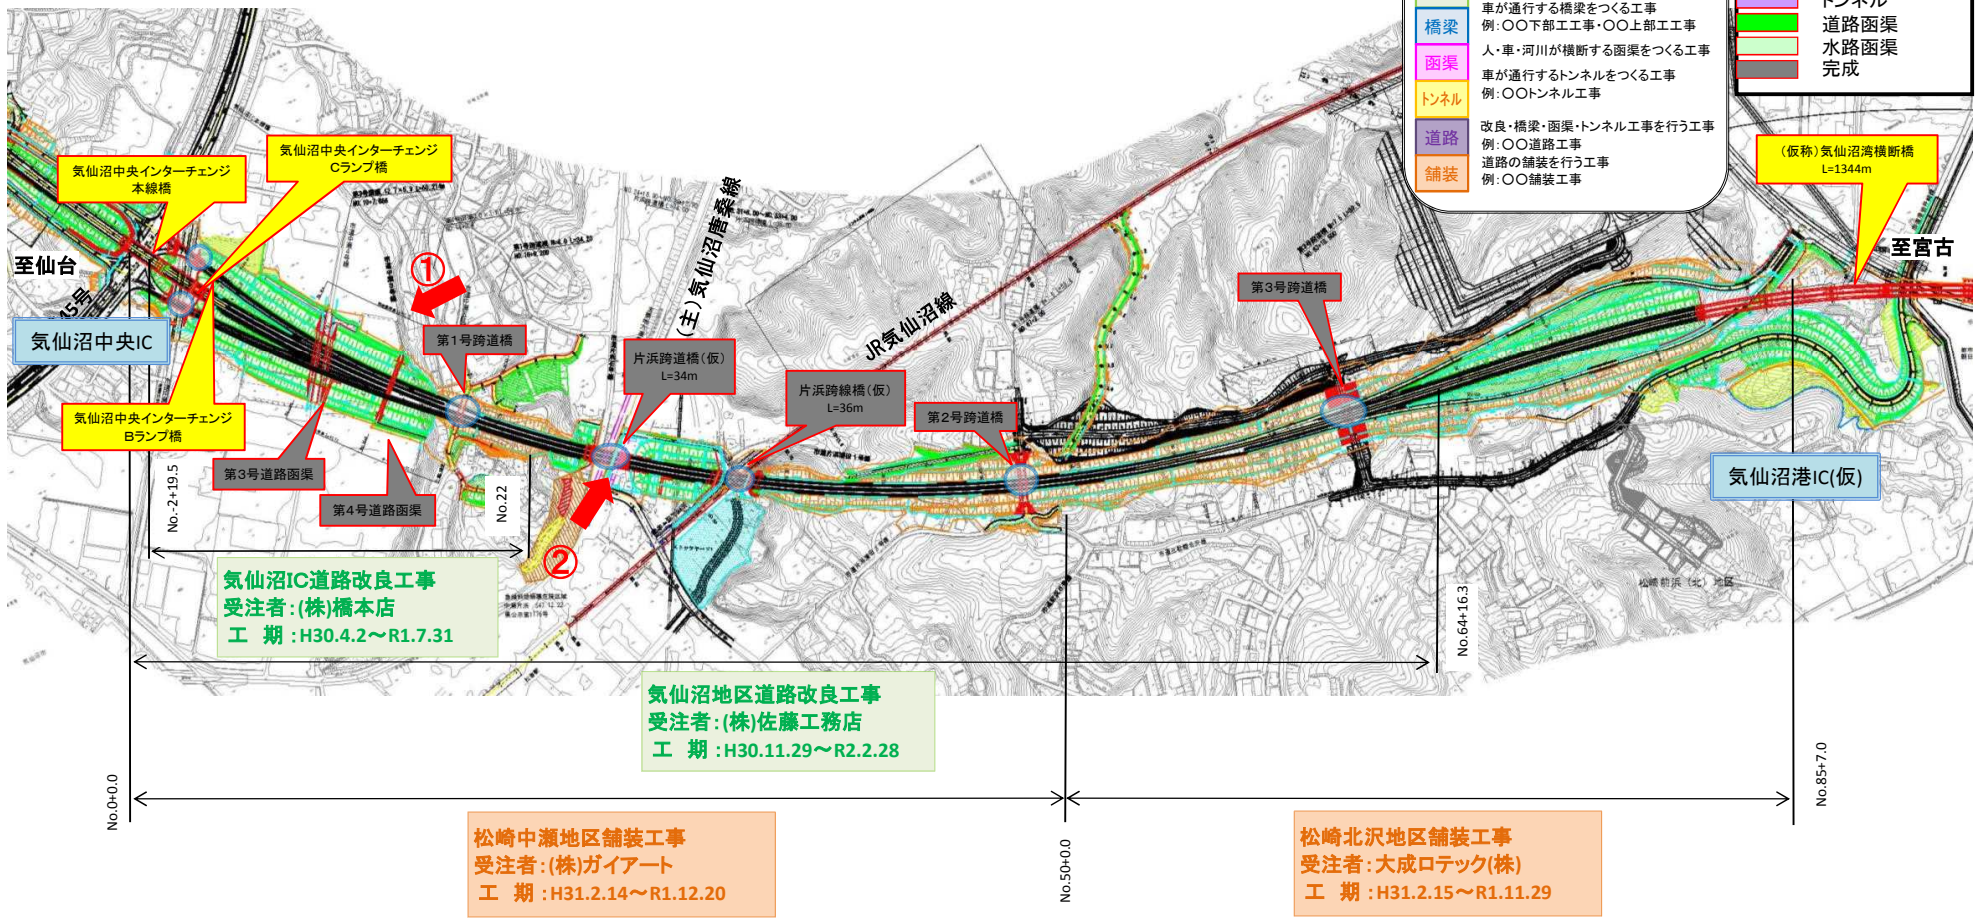 車が通行する橋梁をつくる工事
橋梁
例：〇〇下部工工事・〇〇上部工工事
函渠
人・車・河川が横断する函渠をつくる工事
車が通行するトンネルをつくる工事
トンネル
例：〇〇トンネル工事
道路
改良・橋梁・函渠・トンネル工事を行う工事
例：〇〇道路工事
舗装
道路の舗装を行う工事
例：〇〇舗装工事
トンネル
道路函渠
水路函渠
完成
気仙沼中央インターチェンジ
本線橋
気仙沼中央インターチェンジ
Cランプ橋
(仮称)気仙沼湾横断橋
L=1344m
至仙台
至宮古
45号
①
(主)気仙沼唐桑線
JR気仙沼線
第3号跨道橋
気仙沼中央IC
第1号跨道橋
片浜跨道橋(仮)
L=34m
片浜跨線橋(仮)
L=36m
第2号跨道橋
気仙沼中央インターチェンジ
Bランプ橋
第3号道路函渠
第4号道路函渠
気仙沼港IC(仮)
No.-2+19.5
No.22
②
松崎前浜(北)地区
No.64+16.3
気仙沼IC道路改良工事
受注者：(株)橋本店
工 期：H30.4.2～R1.7.31
気仙沼地区道路改良工事
受注者：(株)佐藤工務店
工 期：H30.11.29～R2.2.28
No.0+0.0
No.50+0.0
No.85+7.0
松崎中瀬地区舗装工事
受注者：(株)ガイアート
工 期：H31.2.14～R1.12.20
松崎北沢地区舗装工事
受注者：大成ロテック(株)
工 期：H31.2.15～R1.11.29